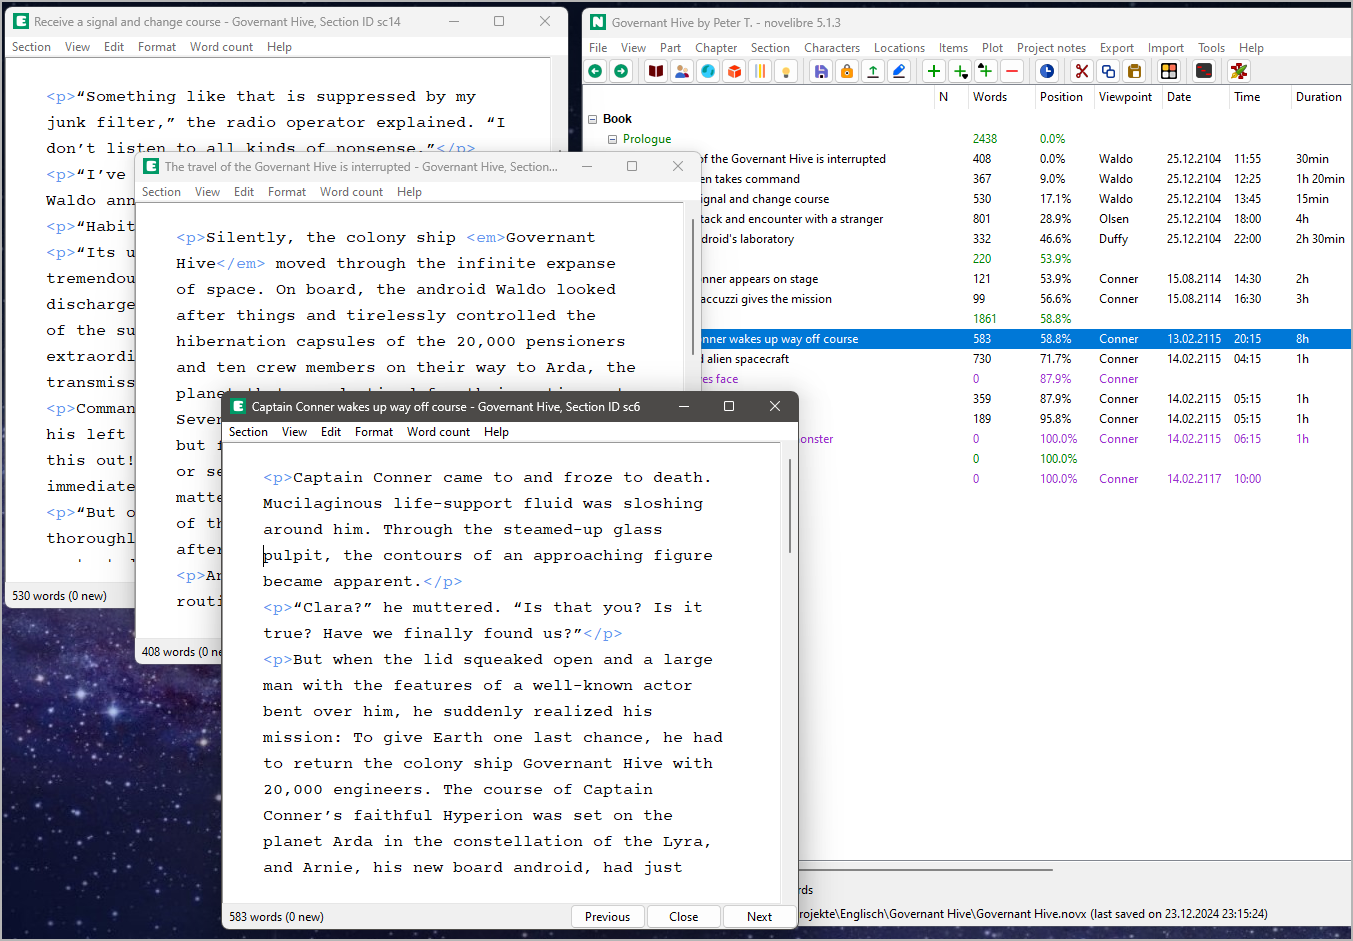 Receive a signal and change course - Governant Hive, Section ID sc14
Section View Edit Format Word count Help
<p>“Something like that is suppressed by my
junk filter,” the radio operator explained. “I
don’t listen to all kinds of nonsense.”</p>
<p>“I’ve
Waldo ann
<p>“Habit
<p>“Its u
tremendou
discharge
of the su
extraordi
transmiss
<p>Comman
his left
this out!
immediate
<p>“But o
thoroughl
530 words (0 new)
The travel of the Governant Hive is interrupted - Governant Hive, Section...
Section View Edit Format Word count Help
<p>Silently, the colony ship <em>Governant
Hive</em> moved through the infinite expanse
of space. On board, the android Waldo looked
after things and tirelessly controlled the
hibernation capsules of the 20,000 pensioners
and ten crew members on their way to Arda, the
Sever
but f
or se
matte
of th
after
<p>Ar
routi
408 words (0 ne
Captain Conner wakes up way off course - Governant Hive, Section ID sc6
Section View Edit Format Word count Help
<p>Captain Conner came to and froze to death.
Mucilaginous life-support fluid was sloshing
around him. Through the steamed-up glass
pulpit, the contours of an approaching figure
became apparent.</p>
<p>“Clara?” he muttered. “Is that you? Is it
true? Have we finally found us?”</p>
<p>But when the lid squeaked open and a large
man with the features of a well-known actor
bent over him, he suddenly realized his
mission: To give Earth one last chance, he had
to return the colony ship Governant Hive with
20,000 engineers. The course of Captain
Conner’s faithful Hyperion was set on the
planet Arda in the constellation of the Lyra,
and Arnie, his new board android, had just
583 words (0 new)
Previous Close Next
Governant Hive by Peter T. - novelibre 5.1.3
File View Part Chapter Section Characters Locations Items Plot Project notes Export Import Tools Help
N Words Position Viewpoint Date Time Duration
Book
Prologue 2438 0.0%
of the Governant Hive is interrupted 408 0.0% Waldo 25.12.2104 11:55 30min
en takes command 367 9.0% Waldo 25.12.2104 12:25 1h 20min
ignal and change course 530 17.1% Waldo 25.12.2104 13:45 15min
tack and encounter with a stranger 801 28.9% Olsen 25.12.2104 18:00 4h
droid's laboratory 332 46.6% Duffy 25.12.2104 22:00 2h 30min
220 53.9%
nner appears on stage 121 53.9% Conner 15.08.2114 14:30 2h
accuzzi gives the mission 99 56.6% Conner 15.08.2114 16:30 3h
1861 58.8%
nner wakes up way off course 583 58.8% Conner 13.02.2115 20:15 8h
d alien spacecraft 730 71.7% Conner 14.02.2115 04:15 1h
es face 0 87.9% Conner
359 87.9% Conner 14.02.2115 05:15 1h
189 95.8% Conner 14.02.2115 05:15 1h
onster 0 100.0% Conner 14.02.2115 06:15 1h
0 100.0%
0 100.0% Conner 14.02.2117 10:00
rds
rojekte\Englisch\Governant Hive\Governant Hive.novx (last saved on 23.12.2024 23:15:24)